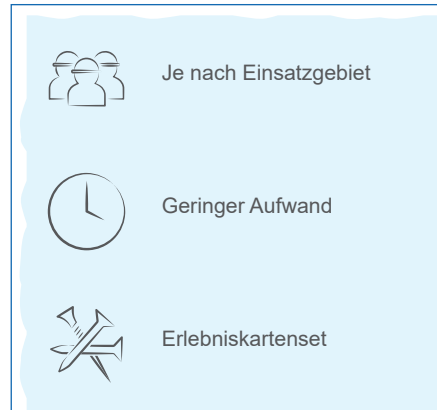 Je nach Einsatzgebiet
Geringer Aufwand
Erlebniskartenset